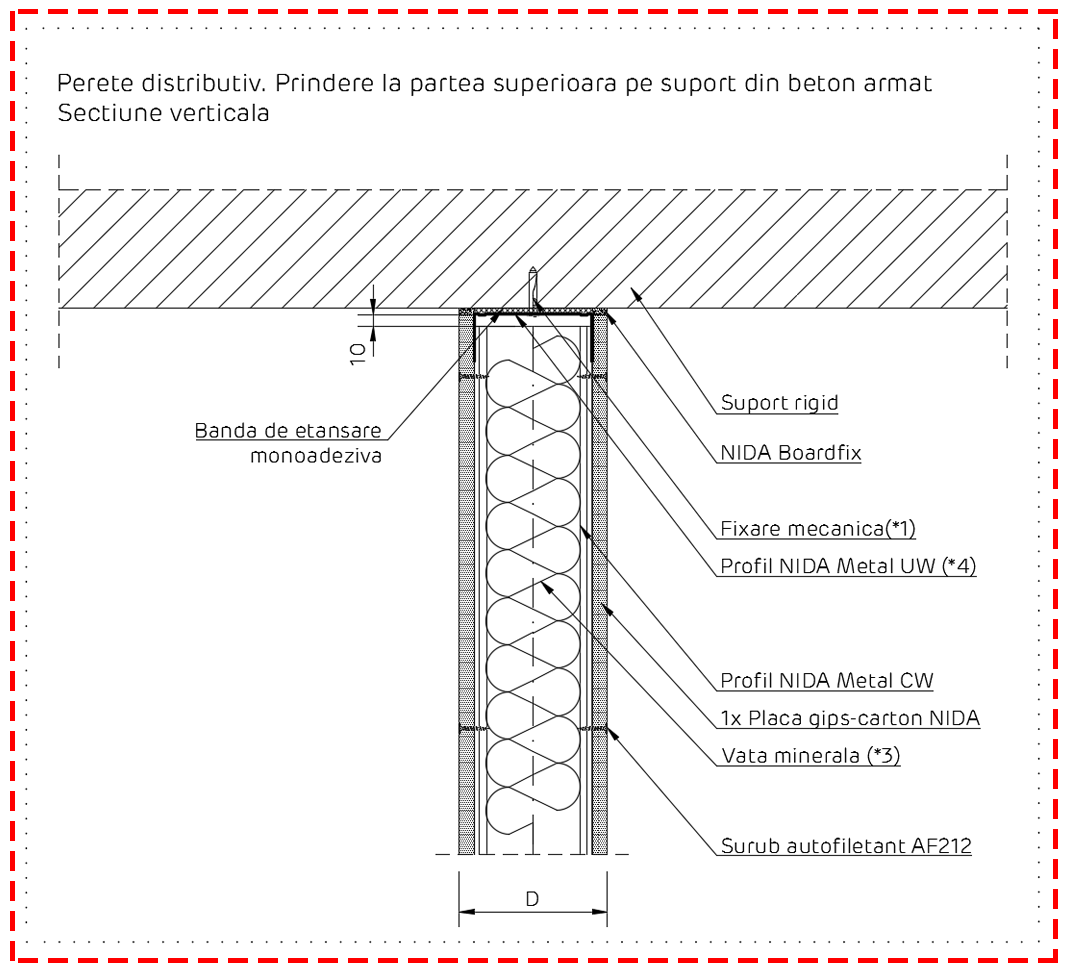 Perete distributiv. Prindere la partea superioara pe suport din beton armat
Sectiune verticala
10
Banda de etansare
monoadeziva
Suport rigid
NIDA Boardfix
Fixare mecanica(*1)
Profil NIDA Metal UW (*4)
Profil NIDA Metal CW
1x Placa gips-carton NIDA
Vata minerala (*3)
Surub autofiletant AF212
D